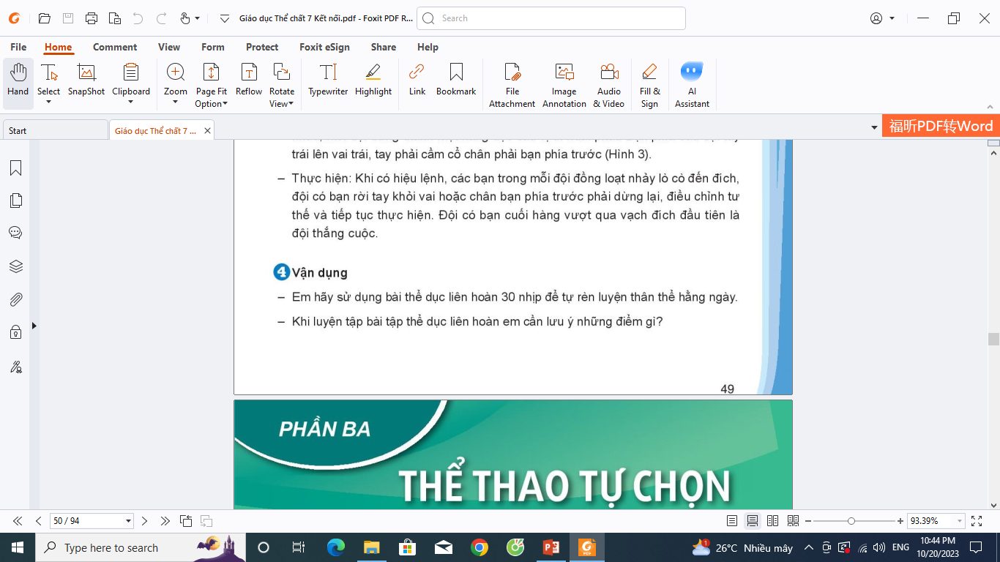 Giáo dục Thể chất 7 Kết nối.pdf - Foxit PDF R...
Search
File Home Comment View Form Protect Foxit eSign Share Help
Hand Select SnapShot Clipboard Zoom Page Fit Option Reflow Rotate View Typewriter Highlight Link Bookmark File Attachment Image Annotation Audio & Video Fill & Sign AI Assistant
Start
Giáo dục Thể chất 7 ...
福昕PDF转Word
trái lên vai trái, tay phải cầm cổ chân phải bạn phía trước (Hình 3).
– Thực hiện: Khi có hiệu lệnh, các bạn trong mỗi đội đồng loạt nhảy lò cò đến đích,
đội có bạn rời tay khỏi vai hoặc chân bạn phía trước phải dừng lại, điều chỉnh tư
thế và tiếp tục thực hiện. Đội có bạn cuối hàng vượt qua vạch đích đầu tiên là
đội thắng cuộc.
4 Vận dụng
– Em hãy sử dụng bài thể dục liên hoàn 30 nhịp để tự rèn luyện thân thể hằng ngày.
– Khi luyện tập bài tập thể dục liên hoàn em cần lưu ý những điểm gì?
49
PHẦN BA
THỂ THAO TỰ CHỌN
50 / 94
93.39%
Type here to search
26°C Nhiều mây
ENG
10:44 PM
10/20/2023